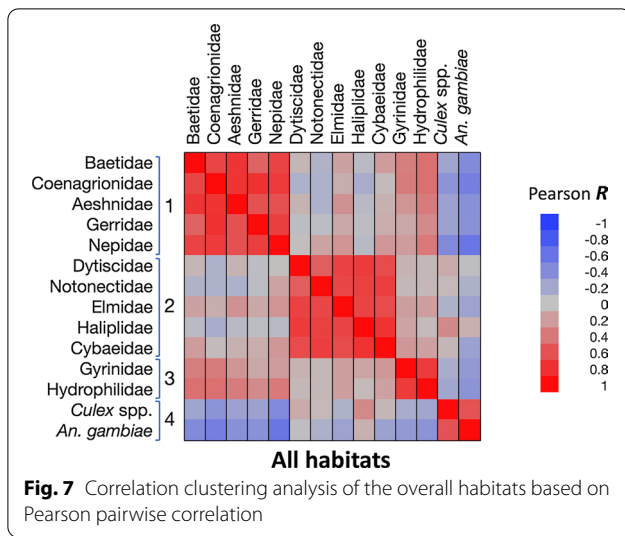 Baetidae
Coenagrionidae
Aeshnidae
Gerridae
Nepidae
Dytiscidae
Notonectidae
Elmidae
Haliplidae
Cybaeidae
Gyrinidae
Hydrophilidae
Culex spp.
An. gambiae
Baetidae
Coenagrionidae
Aeshnidae
Gerridae
Nepidae
1
Dytiscidae
Notonectidae
Elmidae
Haliplidae
Cybaeidae
2
Gyrinidae
Hydrophilidae
3
Culex spp.
An. gambiae
4
Pearson R
-1
-0.8
-0.6
-0.4
-0.2
0
0.2
0.4
0.6
0.8
1
All habitats
Fig. 7 Correlation clustering analysis of the overall habitats based on
Pearson pairwise correlation